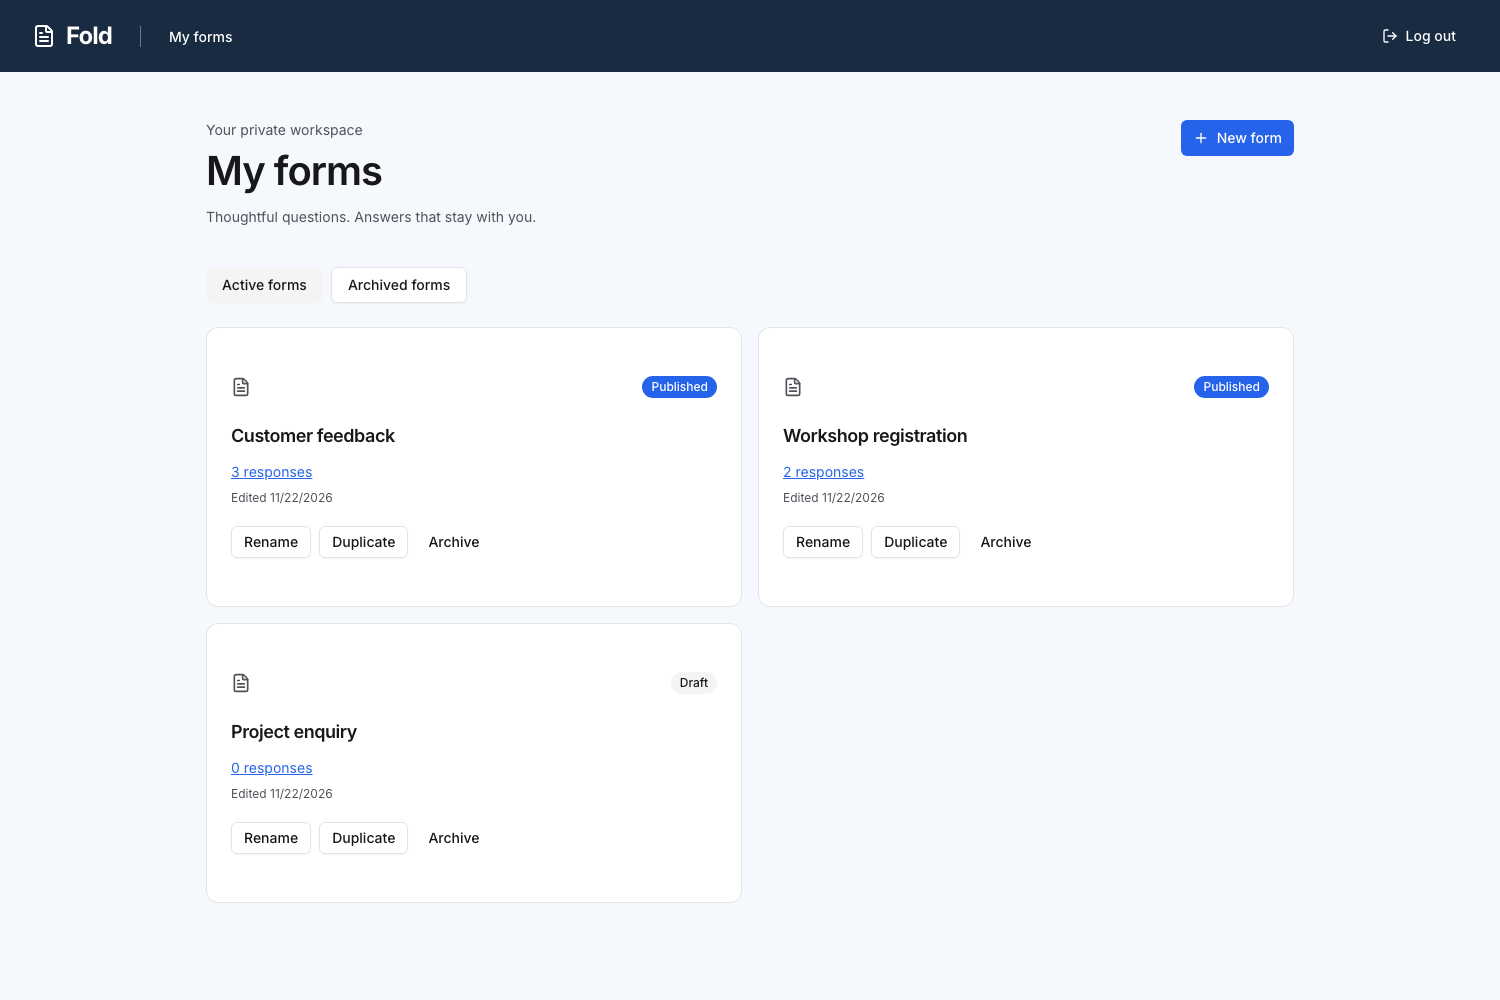 Fold
My forms
Log out
Your private workspace
My forms
Thoughtful questions. Answers that stay with you.
New form
Active forms
Archived forms
Published
Customer feedback
3 responses
Edited 11/22/2026
Rename
Duplicate
Archive
Published
Workshop registration
2 responses
Edited 11/22/2026
Rename
Duplicate
Archive
Draft
Project enquiry
0 responses
Edited 11/22/2026
Rename
Duplicate
Archive